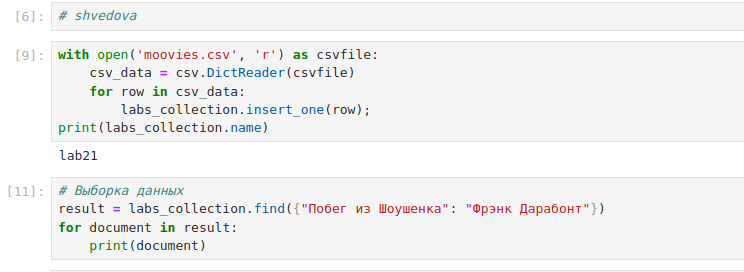 [6]: # shvedova
[9]: with open('moovies.csv', 'r') as csvfile:
    csv_data = csv.DictReader(csvfile)
    for row in csv_data:
        labs_collection.insert_one(row);
print(labs_collection.name)
lab21
[11]: # Выборка данных
result = labs_collection.find({"Побег из Шоушенка": "Фрэнк Дарабонт"})
for document in result:
    print(document)